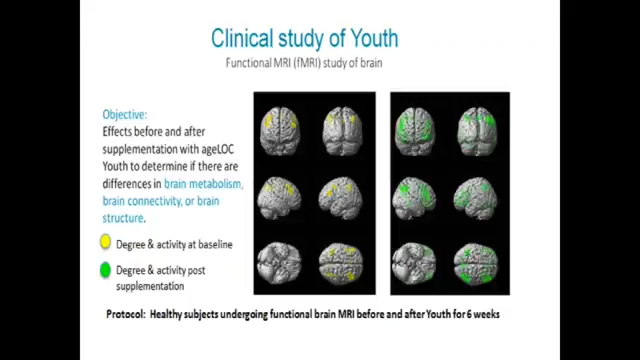 Clinical study of Youth
Functional MRI (fMRI) study of brain
Objective:
Effects before and after
supplementation with ageLOC
Youth to determine if there are
differences in brain metabolism,
brain connectivity, or brain
structure.
Degree & activity at baseline
Degree & activity post
supplementation
Protocol: Healthy subjects undergoing functional brain MRI before and after Youth for 6 weeks